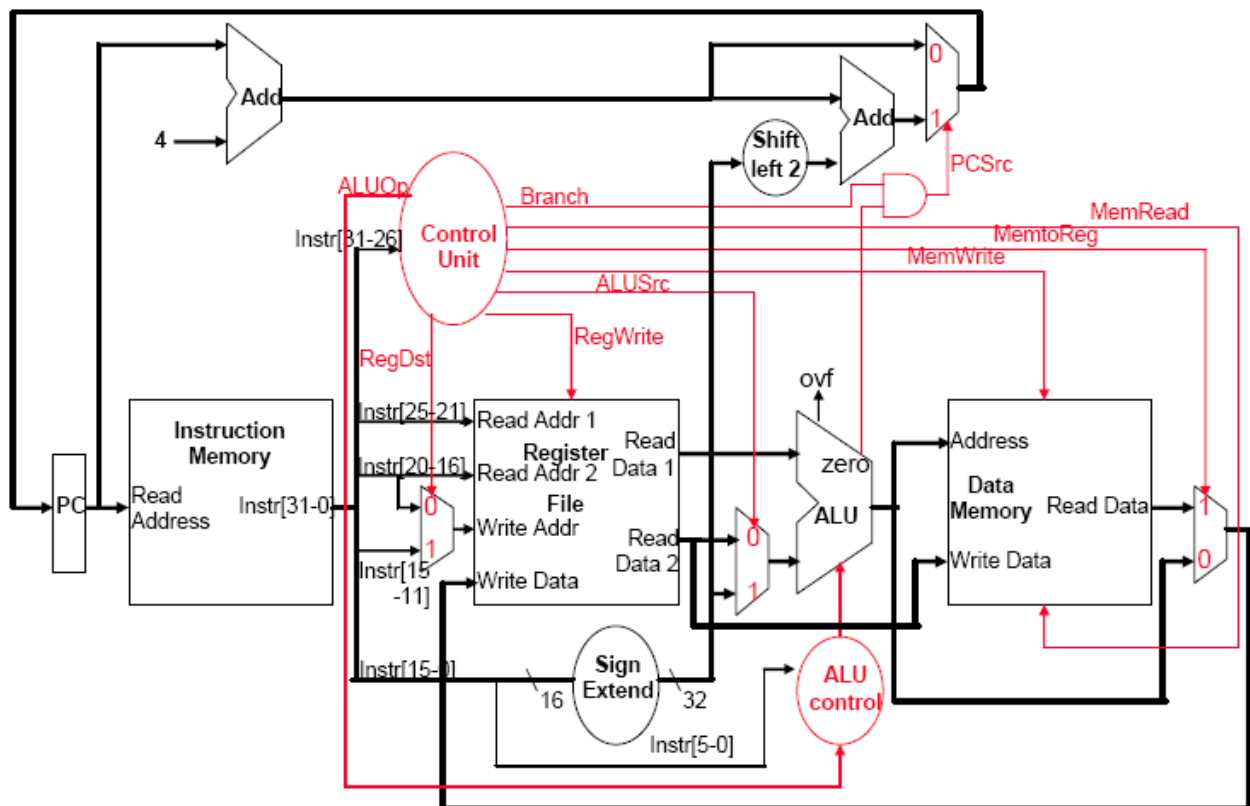 0
Add
Add
4
1
Shift
left 2
ALUOp
Branch
PCSrc
MemRead
Instr[31-26]
Control
Unit
MemtoReg
MemWrite
ALUSrc
RegWrite
RegDst
ovf
Instruction
Memory
Instr[25-21]
Read Addr 1
Read
Data 1
Address
Register
File
Instr[20-16]
Read Addr 2
zero
Data
Memory
PC
Read
Address
Instr[31-0]
0
Write Addr
1
Read
Data 2
0
ALU
Read Data
1
Instr[15
-11]
Write Data
1
Write Data
0
Instr[15-0]
16
Sign
Extend
32
ALU
control
Instr[5-0]